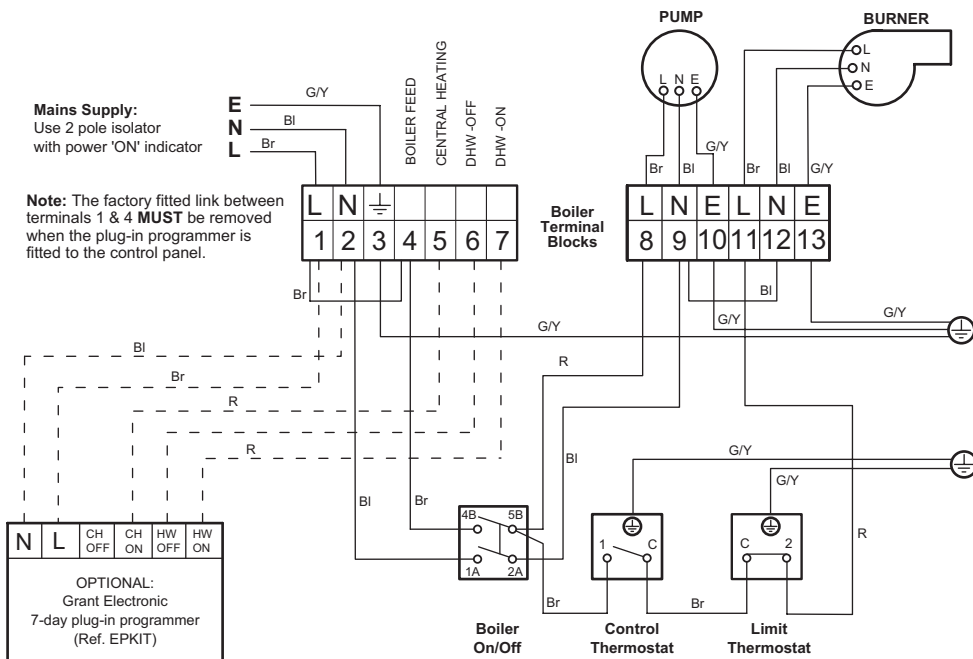 PUMP
BURNER
L N E
L
N
E
Mains Supply:
Use 2 pole isolator
with power 'ON' indicator
E
N
L
G/Y
Bl
Br
BOILER FEED
CENTRAL HEATING
DHW -OFF
DHW -ON
Note: The factory fitted link between
terminals 1 & 4 MUST be removed
when the plug-in programmer is
fitted to the control panel.
Br
Bl
G/Y
Br
Bl
G/Y
L N
1 2 3 4 5 6 7
Boiler
Terminal
Blocks
L N E L N E
8 9 10 11 12 13
Br
Bl
G/Y
G/Y
G/Y
Bl
Br
R
R
R
Bl
Br
Bl
G/Y
G/Y
R
N L CH OFF CH ON HW OFF HW ON
OPTIONAL:
Grant Electronic
7-day plug-in programmer
(Ref. EPKIT)
4B 5B
1A 2A
1 C
C 2
Br
Br
Boiler
On/Off
Control
Thermostat
Limit
Thermostat